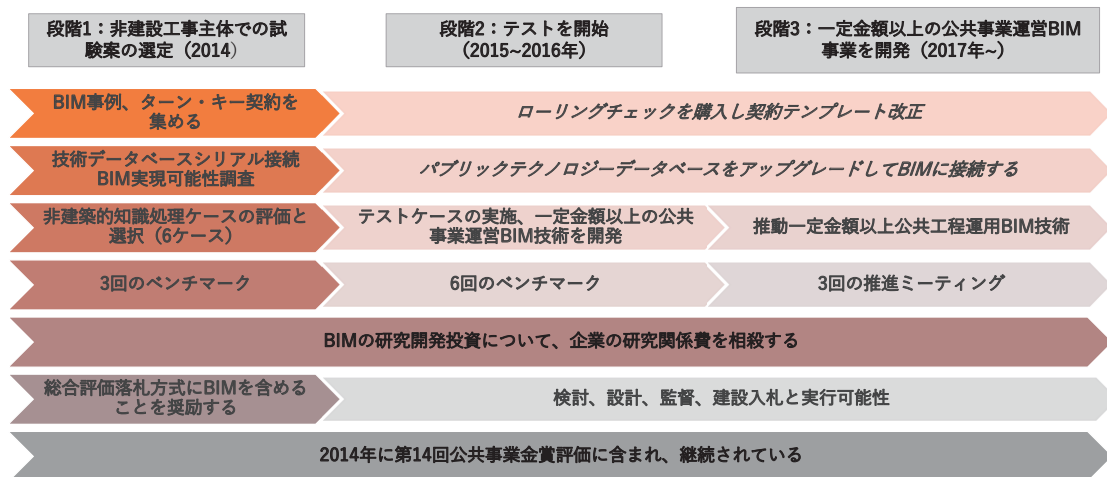 段階1：非建設工事主体での試
験案の選定（2014）
段階2：テストを開始
（2015~2016年）
段階3：一定金額以上の公共事業運営BIM
事業を開発（2017年~）
BIM事例、ターン・キー契約を
集める
ローリングチェックを購入し契約テンプレート改正
技術データベースシリアル接続
BIM実現可能性調査
パブリックテクノロジーデータベースをアップグレードしてBIMに接続する
非建築的知識処理ケースの評価と
選択（6ケース）
テストケースの実施、一定金額以上の公共
事業運営BIM技術を開発
推動一定金額以上公共工程運用BIM技術
3回のベンチマーク
6回のベンチマーク
3回の推進ミーティング
BIMの研究開発投資について、企業の研究関係費を相殺する
総合評価落札方式にBIMを含める
ことを奨励する
検討、設計、監督、建設入札と実行可能性
2014年に第14回公共事業金賞評価に含まれ、継続されている